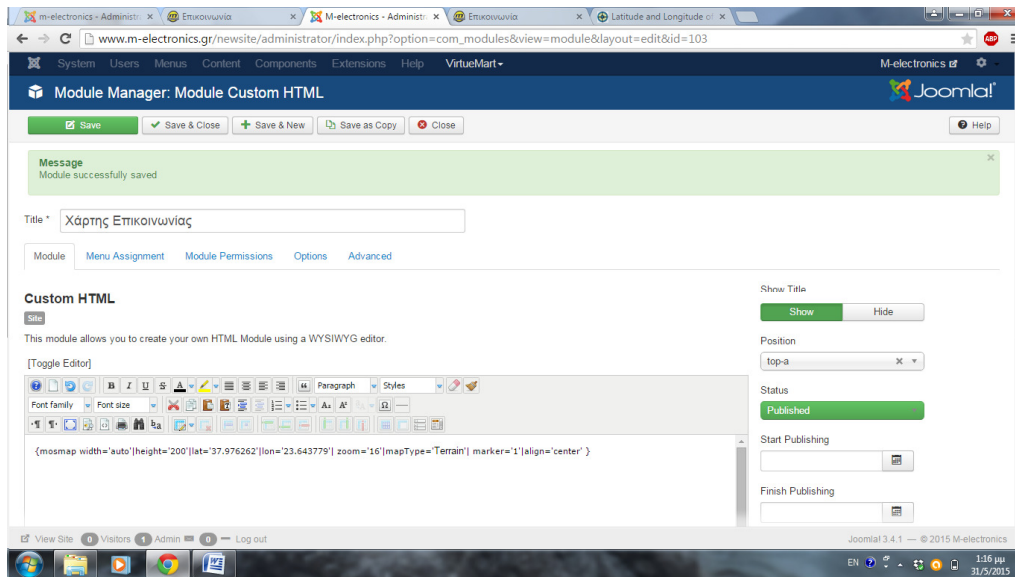 m-electronics - Administr
Επικοινωνία
M-electronics - Administr
Επικοινωνία
Latitude and Longitude of
www.m-electronics.gr/newsite/administrator/index.php?option=com_modules&view=module&layout=edit&id=103
ABP
System Users Menus Content Components Extensions Help VirtueMart
M-electronics
Module Manager: Module Custom HTML
Joomla!
Save
Save & Close
Save & New
Save as Copy
Close
Help
Message
Module successfully saved
Title *
Χάρτης Επικοινωνίας
Module Menu Assignment Module Permissions Options Advanced
Custom HTML
Site
This module allows you to create your own HTML Module using a WYSIWYG editor.
[Toggle Editor]
Paragraph Styles
Font family Font size
{mosmap width='auto'|height='200'|lat='37.976262'|lon='23.643779'| zoom='16'|mapType='Terrain'| marker='1'|align='center' }
Show Title
Show Hide
Position
top-a
Status
Published
Start Publishing
Finish Publishing
View Site 0 Visitors 1 Admin 0 Log out
Joomla! 3.4.1 — © 2015 M-electronics
EN
1:16 μμ
31/5/2015